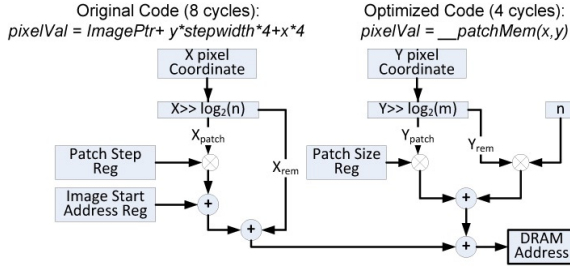 Original Code (8 cycles):
pixelVal = ImagePtr+ y*stepwidth*4+x*4
Optimized Code (4 cycles):
pixelVal = __patchMem(x,y)
X pixel
Coordinate
Y pixel
Coordinate
X>> log₂(n)
Y>> log₂(m)
n
Xpatch
Ypatch
Yrem
Xrem
Patch Step
Reg
Patch Size
Reg
Image Start
Address Reg
+
+
+
+
DRAM
Address